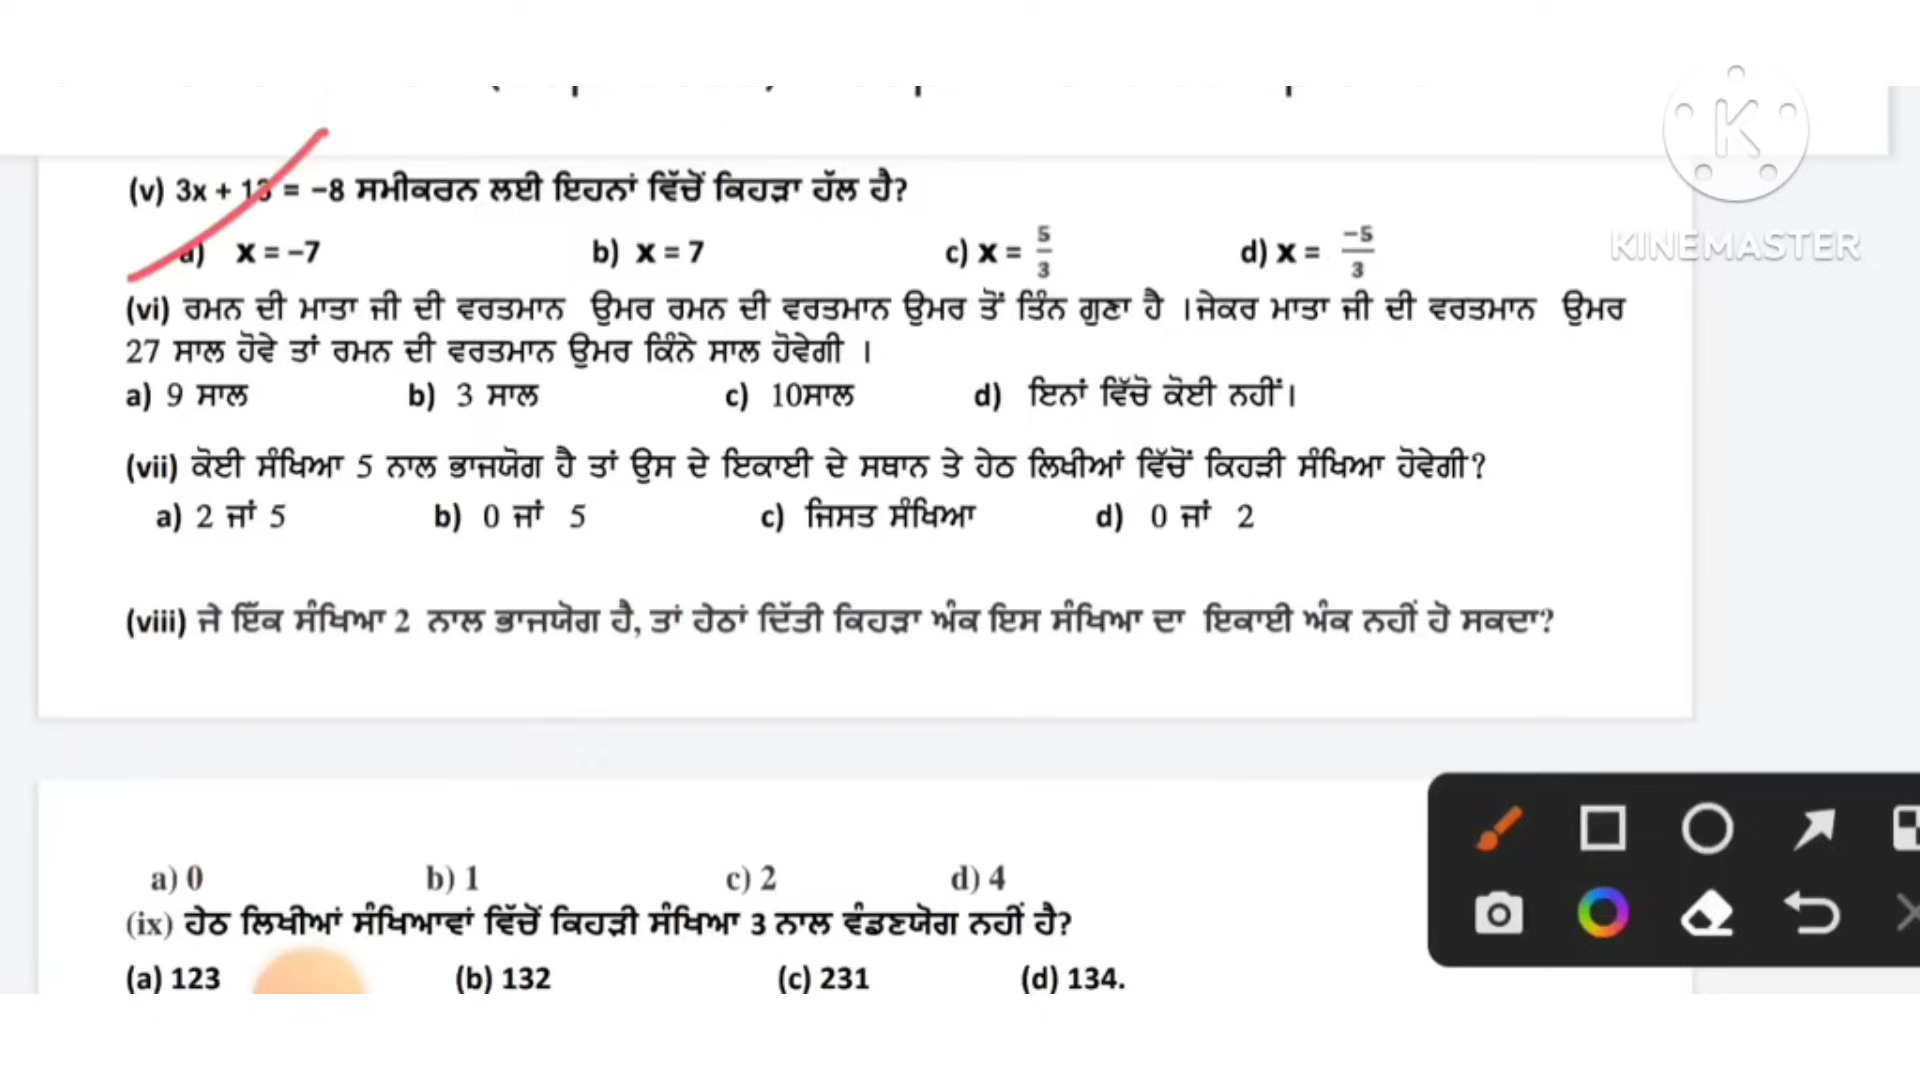 (v) 3x + 13 = −8 ਸਮੀਕਰਨ ਲਈ ਇਹਨਾਂ ਵਿੱਚੋਂ ਕਿਹੜਾ ਹੱਲ ਹੈ?
a) x = −7 b) x = 7 c) x = 5/3 d) x = −5/3
(vi) ਰਮਨ ਦੀ ਮਾਤਾ ਜੀ ਦੀ ਵਰਤਮਾਨ ਉਮਰ ਰਮਨ ਦੀ ਵਰਤਮਾਨ ਉਮਰ ਤੋਂ ਤਿੰਨ ਗੁਣਾ ਹੈ ।ਜੇਕਰ ਮਾਤਾ ਜੀ ਦੀ ਵਰਤਮਾਨ ਉਮਰ
27 ਸਾਲ ਹੋਵੇ ਤਾਂ ਰਮਨ ਦੀ ਵਰਤਮਾਨ ਉਮਰ ਕਿੰਨੇ ਸਾਲ ਹੋਵੇਗੀ ।
a) 9 ਸਾਲ b) 3 ਸਾਲ c) 10ਸਾਲ d) ਇਨਾਂ ਵਿੱਚੋ ਕੋਈ ਨਹੀਂ।
(vii) ਕੋਈ ਸੰਖਿਆ 5 ਨਾਲ ਭਾਜਯੋਗ ਹੈ ਤਾਂ ਉਸ ਦੇ ਇਕਾਈ ਦੇ ਸਥਾਨ ਤੇ ਹੇਠ ਲਿਖੀਆਂ ਵਿੱਚੋਂ ਕਿਹੜੀ ਸੰਖਿਆ ਹੋਵੇਗੀ?
a) 2 ਜਾਂ 5 b) 0 ਜਾਂ 5 c) ਜਿਸਤ ਸੰਖਿਆ d) 0 ਜਾਂ 2
(viii) ਜੇ ਇੱਕ ਸੰਖਿਆ 2 ਨਾਲ ਭਾਜਯੋਗ ਹੈ, ਤਾਂ ਹੇਠਾਂ ਦਿੱਤੀ ਕਿਹੜਾ ਅੰਕ ਇਸ ਸੰਖਿਆ ਦਾ ਇਕਾਈ ਅੰਕ ਨਹੀਂ ਹੋ ਸਕਦਾ?
a) 0 b) 1 c) 2 d) 4
(ix) ਹੇਠ ਲਿਖੀਆਂ ਸੰਖਿਆਵਾਂ ਵਿੱਚੋਂ ਕਿਹੜੀ ਸੰਖਿਆ 3 ਨਾਲ ਵੰਡਣਯੋਗ ਨਹੀਂ ਹੈ?
(a) 123 (b) 132 (c) 231 (d) 134.
K
KINEMASTER